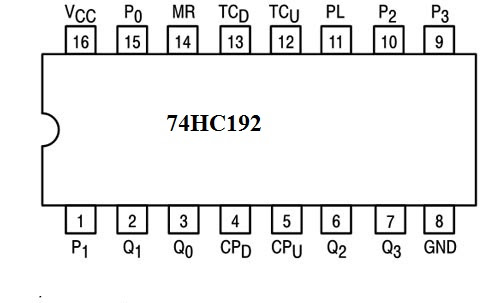 VCC P0 MR TCD TCU PL P2 P3
16 15 14 13 12 11 10 9
74HC192
1 2 3 4 5 6 7 8
P1 Q1 Q0 CPD CPU Q2 Q3 GND